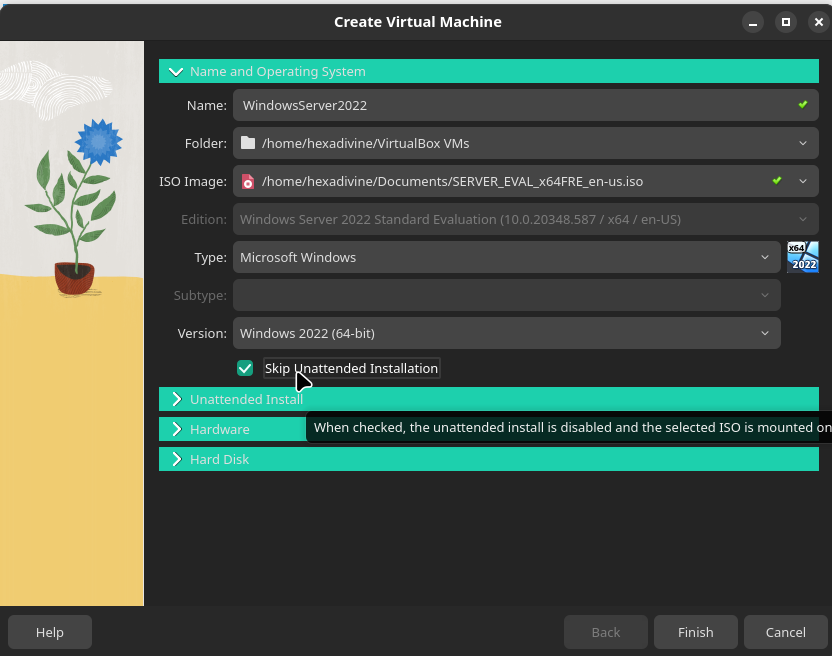 Create Virtual Machine
Name and Operating System
Name: WindowsServer2022
Folder: /home/hexadivine/VirtualBox VMs
ISO Image: /home/hexadivine/Documents/SERVER_EVAL_x64FRE_en-us.iso
Edition: Windows Server 2022 Standard Evaluation (10.0.20348.587 / x64 / en-US)
Type: Microsoft Windows
x64
2022
Subtype:
Version: Windows 2022 (64-bit)
Skip Unattended Installation
Unattended Install
When checked, the unattended install is disabled and the selected ISO is mounted on
Hardware
Hard Disk
Help Back Finish Cancel